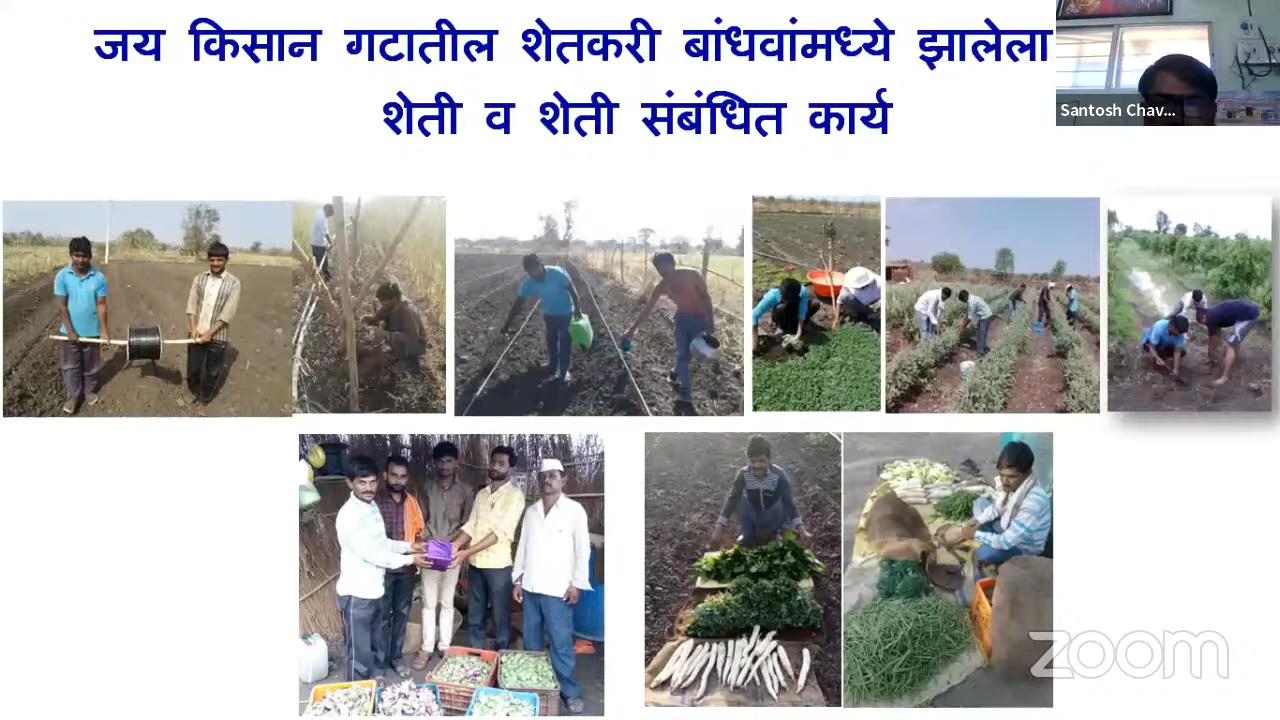 जय किसान गटातील शेतकरी बांधवांमध्ये झालेला
शेती व शेती संबंधित कार्य
Santosh Chav...
zoom